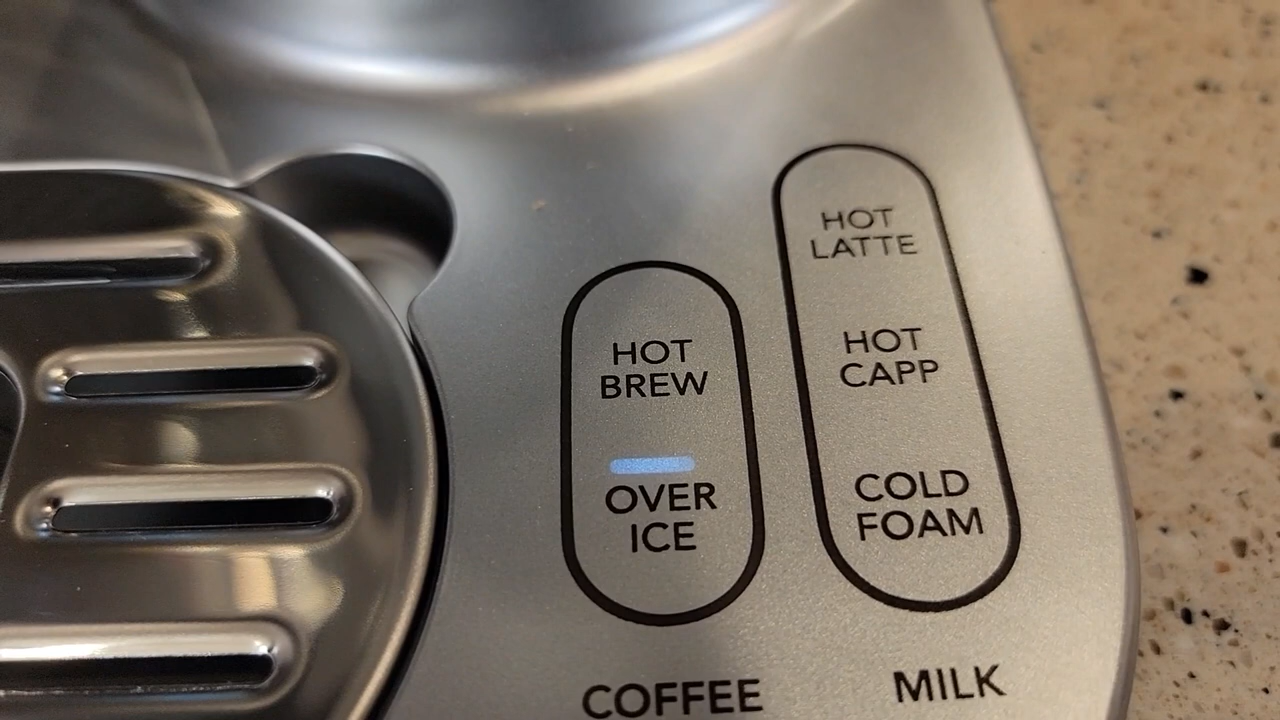 HOT
BREW
OVER
ICE
COFFEE
HOT
LATTE
HOT
CAPP
COLD
FOAM
MILK